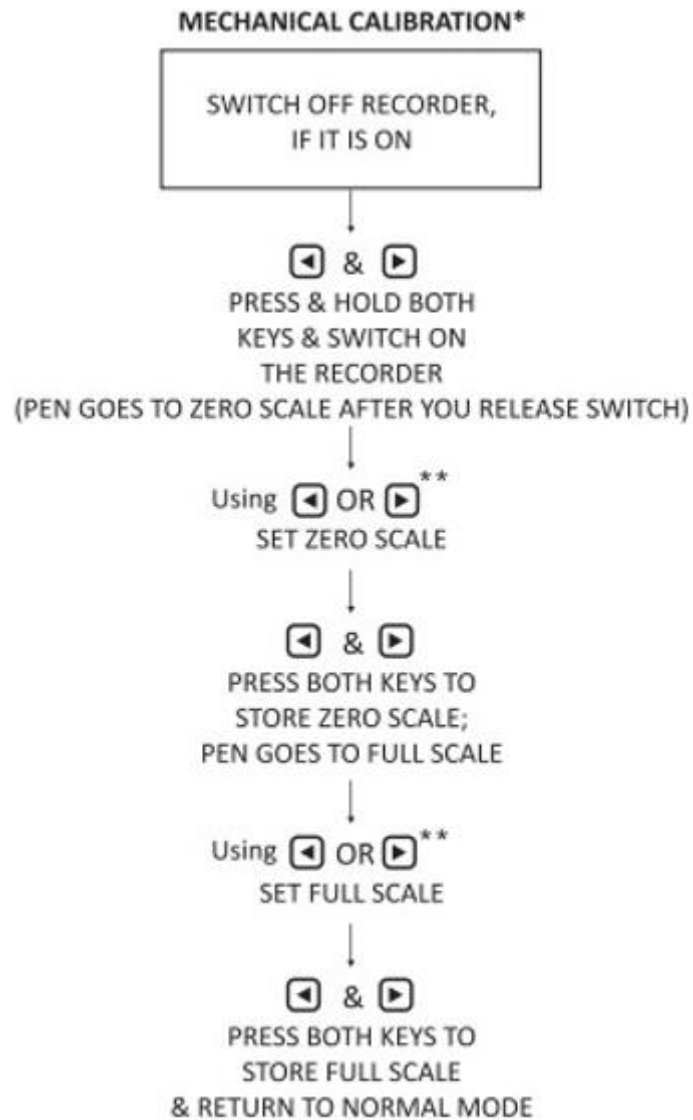 MECHANICAL CALIBRATION*
SWITCH OFF RECORDER,
IF IT IS ON
◄ & ►
PRESS & HOLD BOTH
KEYS & SWITCH ON
THE RECORDER
(PEN GOES TO ZERO SCALE AFTER YOU RELEASE SWITCH)
Using ◄ OR ►**
SET ZERO SCALE
◄ & ►
PRESS BOTH KEYS TO
STORE ZERO SCALE;
PEN GOES TO FULL SCALE
Using ◄ OR ►**
SET FULL SCALE
◄ & ►
PRESS BOTH KEYS TO
STORE FULL SCALE
& RETURN TO NORMAL MODE